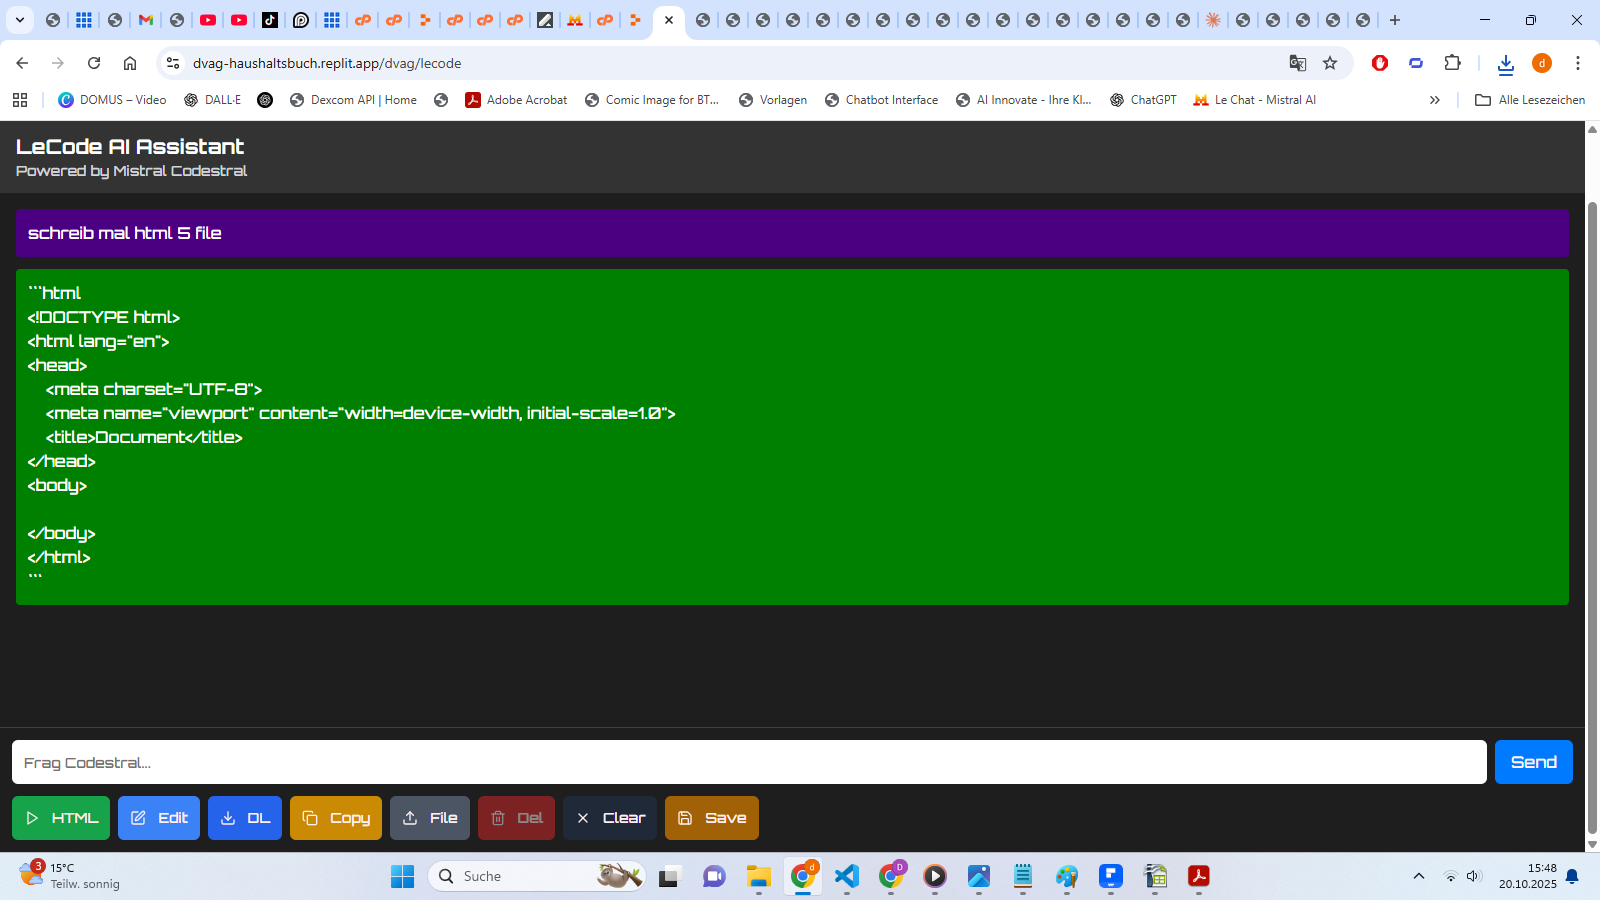 dvag-haushaltsbuch.replit.app/dvag/lecode
d
DOMUS – Video
DALL·E
Dexcom API | Home
Adobe Acrobat
Comic Image for BT...
Vorlagen
Chatbot Interface
AI Innovate - Ihre KI...
ChatGPT
Le Chat - Mistral AI
Alle Lesezeichen
LeCode AI Assistant
Powered by Mistral Codestral
schreib mal html 5 file
```html
<!DOCTYPE html>
<html lang="en">
<head>
<meta charset="UTF-8">
<meta name="viewport" content="width=device-width, initial-scale=1.0">
<title>Document</title>
</head>
<body>
</body>
</html>
```
Frag Codestral...
Send
HTML
Edit
DL
Copy
File
Del
Clear
Save
3
15°C
Teilw. sonnig
Suche
d
D
15:48
20.10.2025